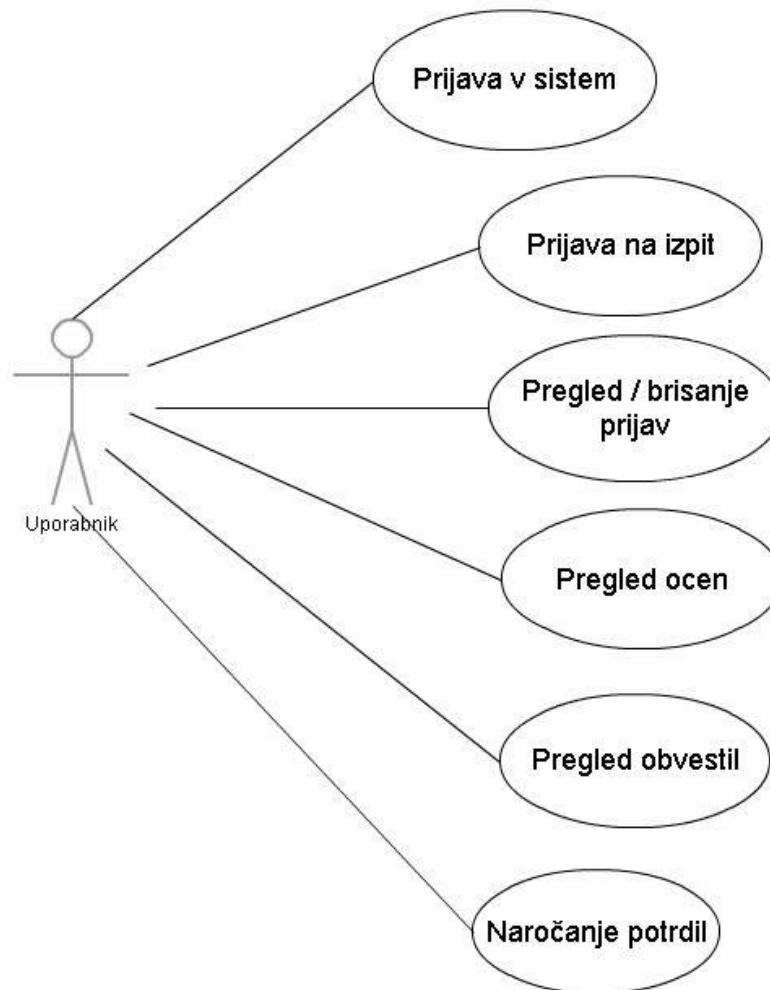 Prijava v sistem
Prijava na izpit
Pregled / brisanje
prijav
Uporabnik
Pregled ocen
Pregled obvestil
Naročanje potrdil